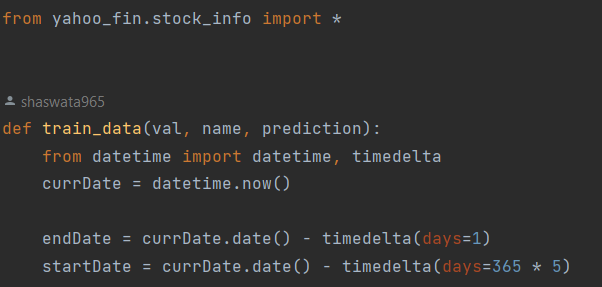 from yahoo_fin.stock_info import *
shaswata965
def train_data(val, name, prediction):
    from datetime import datetime, timedelta
    currDate = datetime.now()
    endDate = currDate.date() - timedelta(days=1)
    startDate = currDate.date() - timedelta(days=365 * 5)